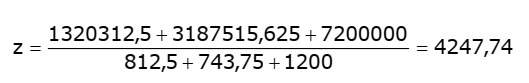 z = 1320312,5 + 3187515,625 + 7200000 / 812,5 + 743,75 + 1200 = 4247,74